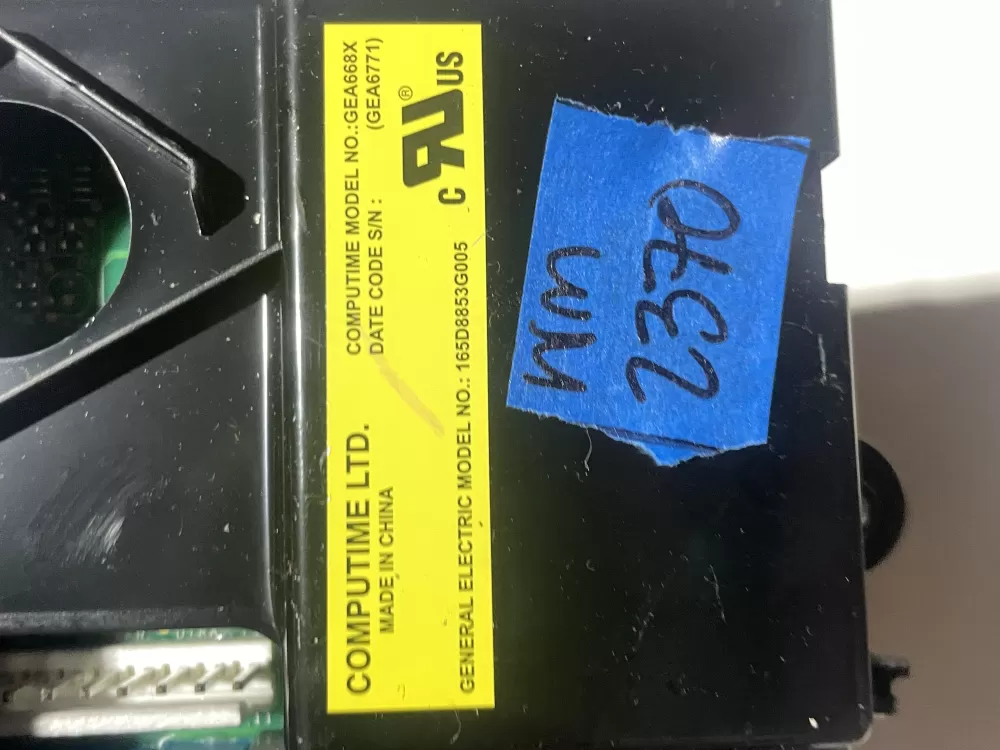 COMPUTIME LTD.
MADE IN CHINA
COMPUTIME MODEL NO.:GEA668X
(GEA6771)
DATE CODE S/N :
GENERAL ELECTRIC MODEL NO.: 165D8853G005
C RU ® US
2370